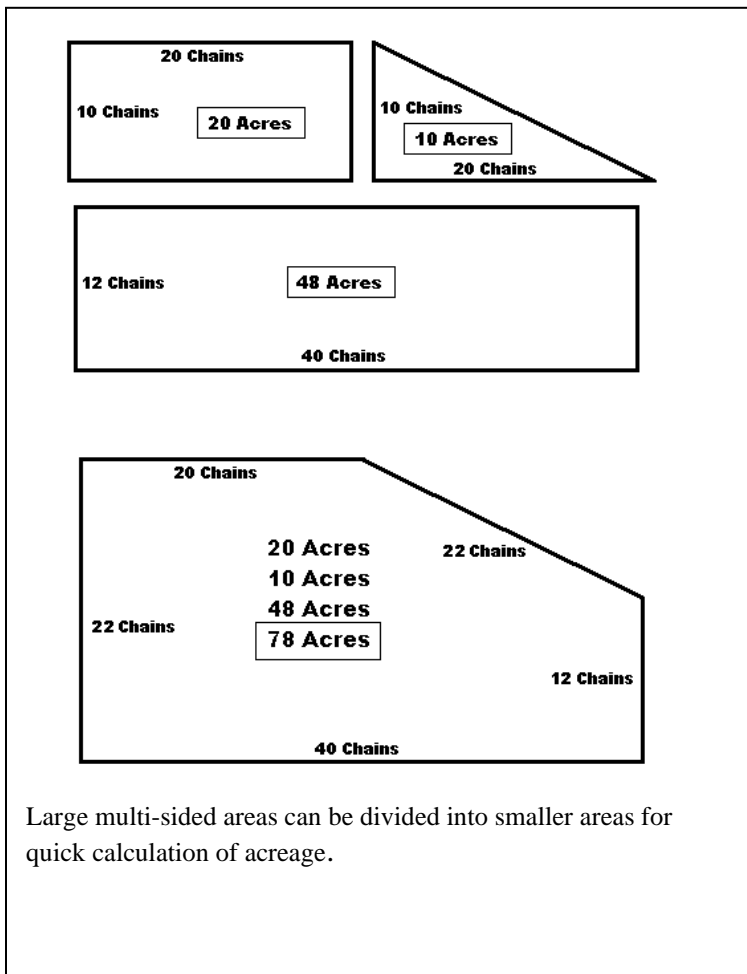 20 Chains
10 Chains
20 Acres
10 Chains
10 Acres
20 Chains
12 Chains
48 Acres
40 Chains
20 Chains
20 Acres
22 Chains
10 Acres
48 Acres
22 Chains
78 Acres
12 Chains
40 Chains
Large multi-sided areas can be divided into smaller areas for
quick calculation of acreage.